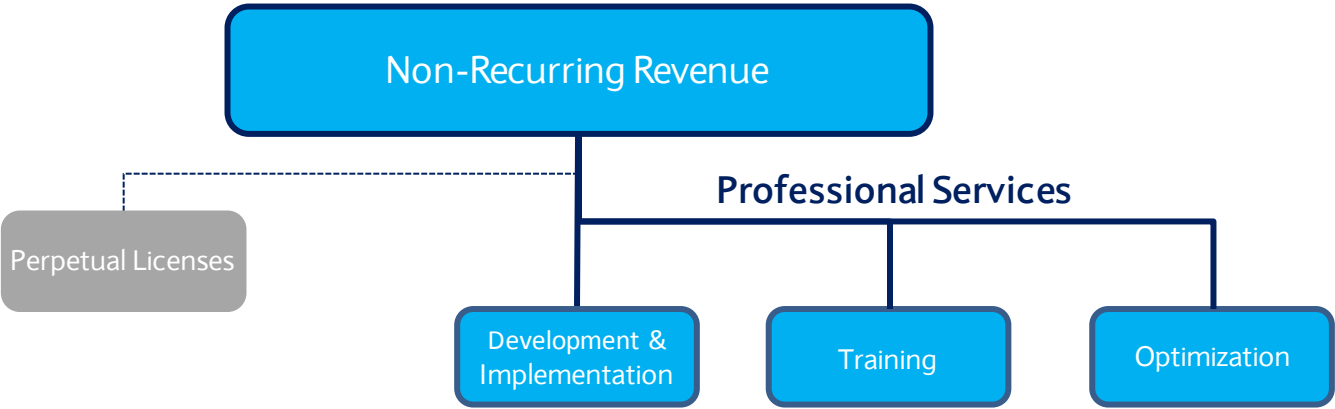 Non-Recurring Revenue
Professional Services
Perpetual Licenses
Development &
Implementation
Training
Optimization